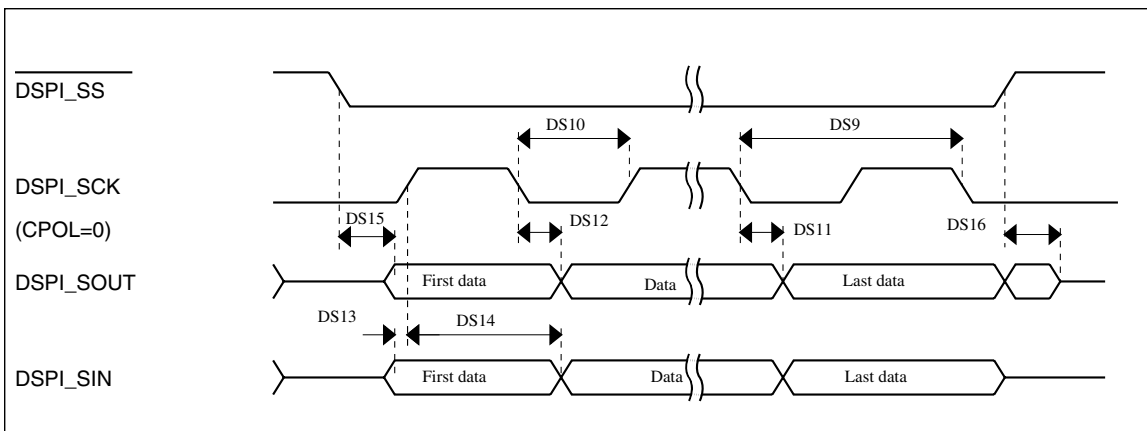 DSPI_SS
DS10
DS9
DSPI_SCK
(CPOL=0)
DS15
DS12
DS11
DS16
DSPI_SOUT
First data
Data
Last data
DS13
DS14
DSPI_SIN
First data
Data
Last data